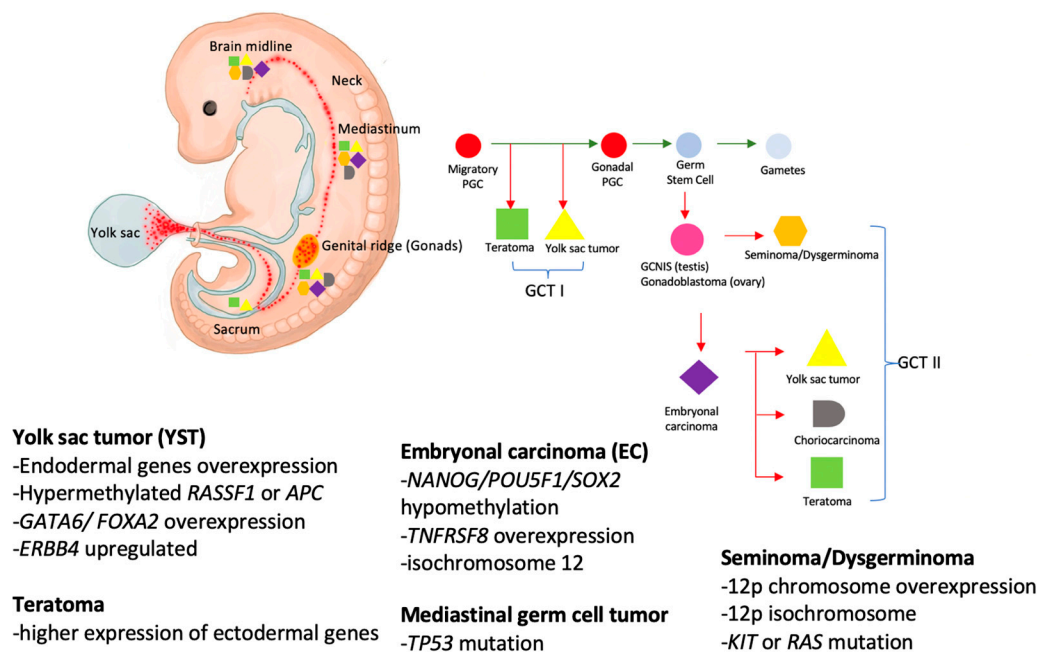 Brain midline
Neck
Mediastinum
Yolk sac
Genital ridge (Gonads)
Sacrum
Migratory
PGC
Gonadal
PGC
Germ
Stem Cell
Gametes
Teratoma
Yolk sac tumor
GCT I
GCNIS (testis)
Gonadoblastoma (ovary)
Seminoma/Dysgerminoma
Embryonal
carcinoma
Yolk sac tumor
Choriocarcinoma
Teratoma
GCT II
Yolk sac tumor (YST)
-Endodermal genes overexpression
-Hypermethylated RASSF1 or APC
-GATA6/ FOXA2 overexpression
-ERBB4 upregulated
Teratoma
-higher expression of ectodermal genes
Embryonal carcinoma (EC)
-NANOG/POU5F1/SOX2
hypomethylation
-TNFRSF8 overexpression
-isochromosome 12
Mediastinal germ cell tumor
-TP53 mutation
Seminoma/Dysgerminoma
-12p chromosome overexpression
-12p isochromosome
-KIT or RAS mutation